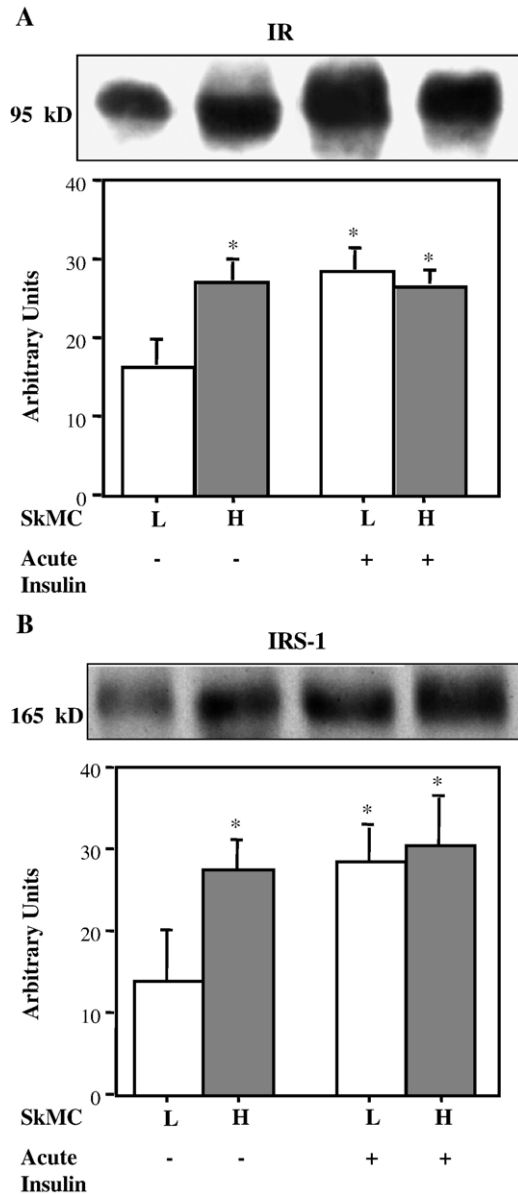 A
IR
95 kD
40
*
*
*
30
20
10
0
Arbitrary Units
SkMC L H L H
Acute Insulin - - + +
B
IRS-1
165 kD
40
*
*
*
30
20
10
0
Arbitrary Units
SkMC L H L H
Acute Insulin - - + +